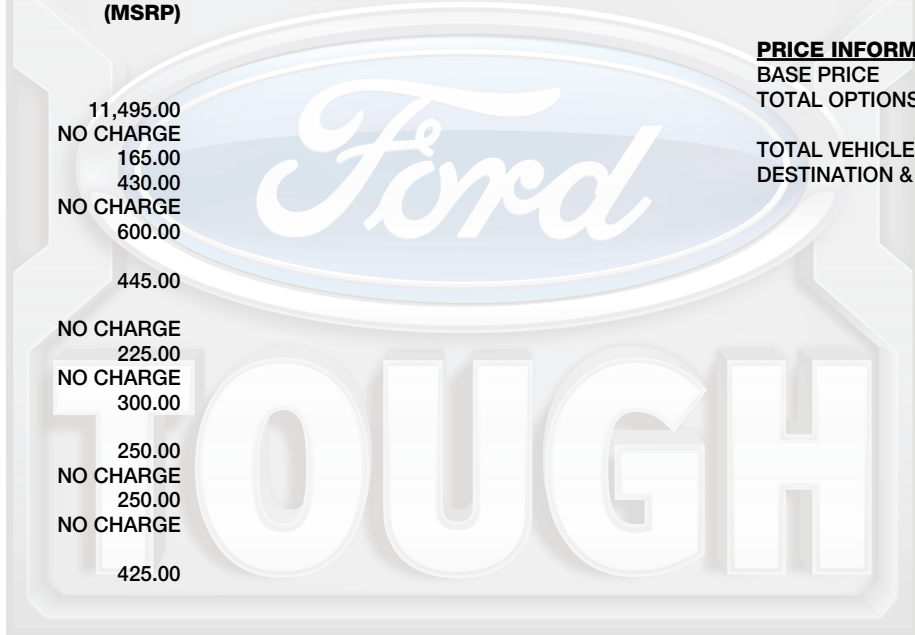 (MSRP)
PRICE INFORM
BASE PRICE
TOTAL OPTIONS
TOTAL VEHICLE
DESTINATION &
11,495.00
NO CHARGE
165.00
430.00
NO CHARGE
600.00
445.00
NO CHARGE
225.00
NO CHARGE
300.00
250.00
NO CHARGE
250.00
NO CHARGE
425.00
Ford
TOUGH